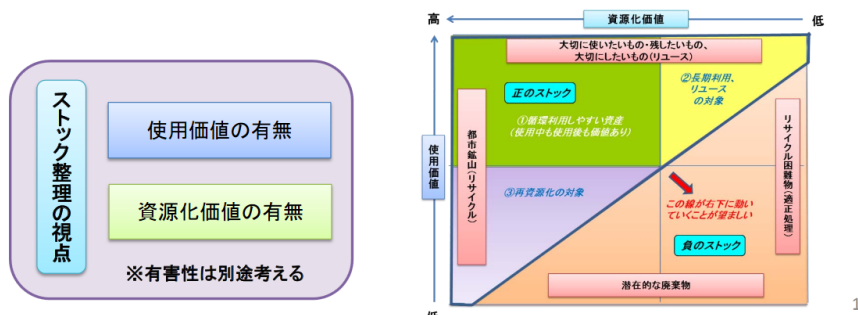 ストック整理の視点
使用価値の有無
資源化価値の有無
※有害性は別途考える
高
資源化価値
低
使用価値
大切に使いたいもの・残したいもの、
大切にしたいもの(リユース)
正のストック
①循環利用しやすい資産
(使用中も使用後も価値あり)
②長期利用、
リユース
の対象
都市鉱山(リサイクル)
リサイクル困難物(適正処理)
③再資源化の対象
この線が右下に動い
ていくことが望ましい
負のストック
潜在的な廃棄物
低
1